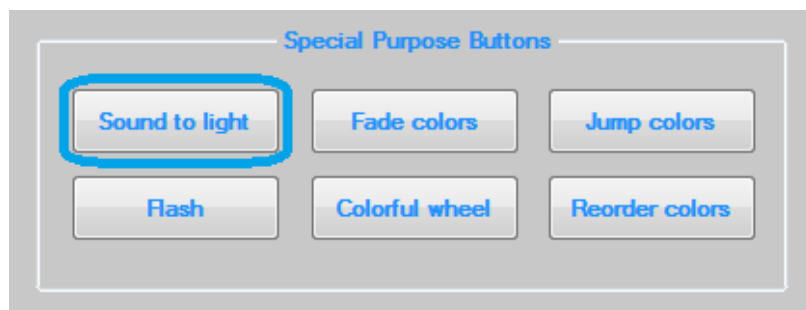 Special Purpose Buttons
Sound to light
Fade colors
Jump colors
Flash
Colorful wheel
Reorder colors